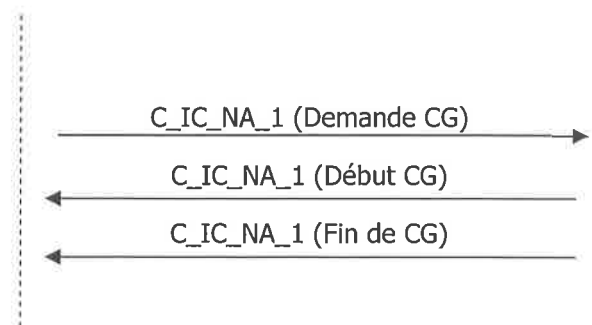 C_IC_NA_1 (Demande CG)
C_IC_NA_1 (Début CG)
C_IC_NA_1 (Fin de CG)